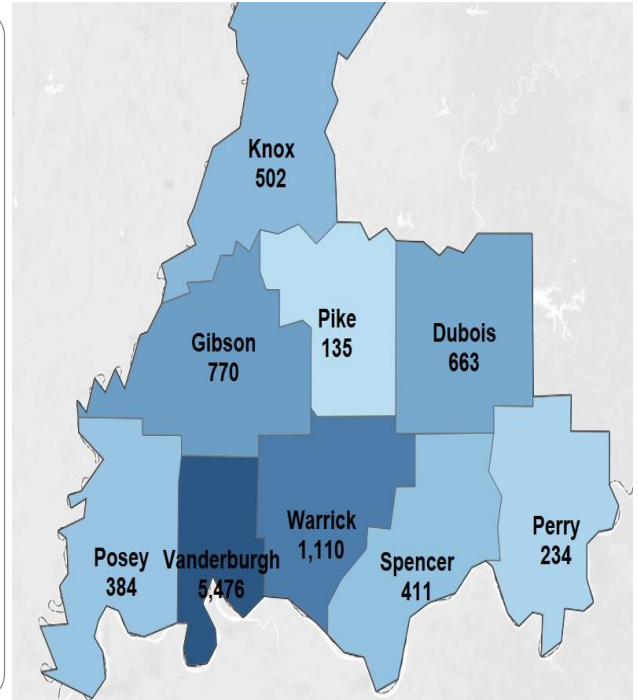 Knox
502
Pike
135
Dubois
663
Gibson
770
Warrick
1,110
Perry
234
Posey
384
Vanderburgh
5,476
Spencer
411